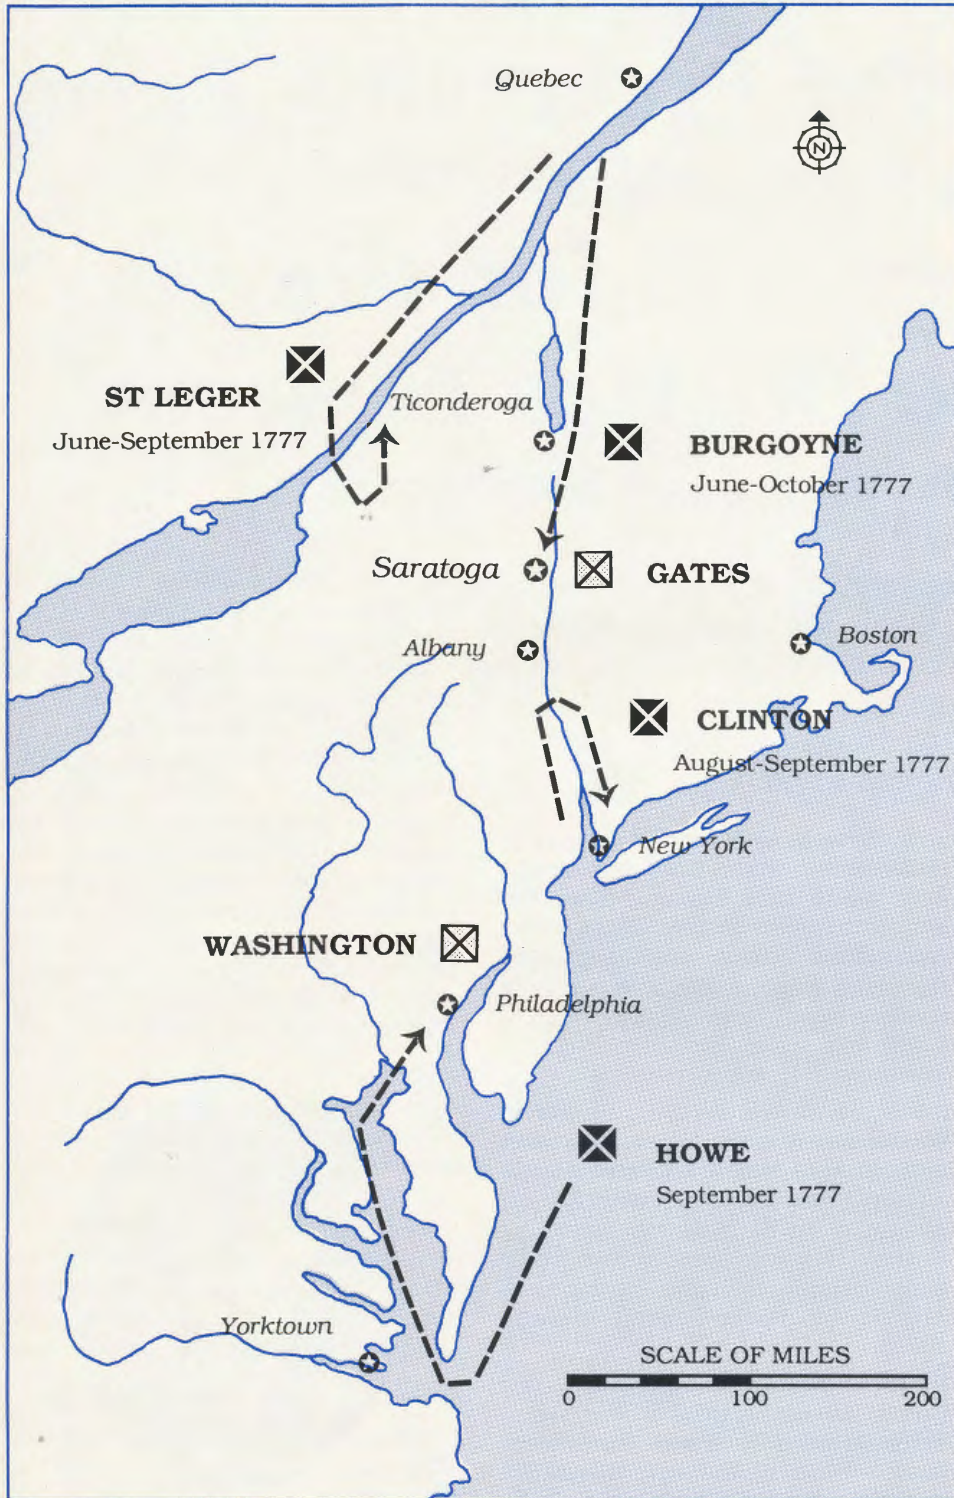 Quebec
N
ST LEGER
June-September 1777
Ticonderoga
BURGOYNE
June-October 1777
Saratoga
GATES
Albany
Boston
CLINTON
August-September 1777
New York
WASHINGTON
Philadelphia
HOWE
September 1777
Yorktown
SCALE OF MILES
0 100 200